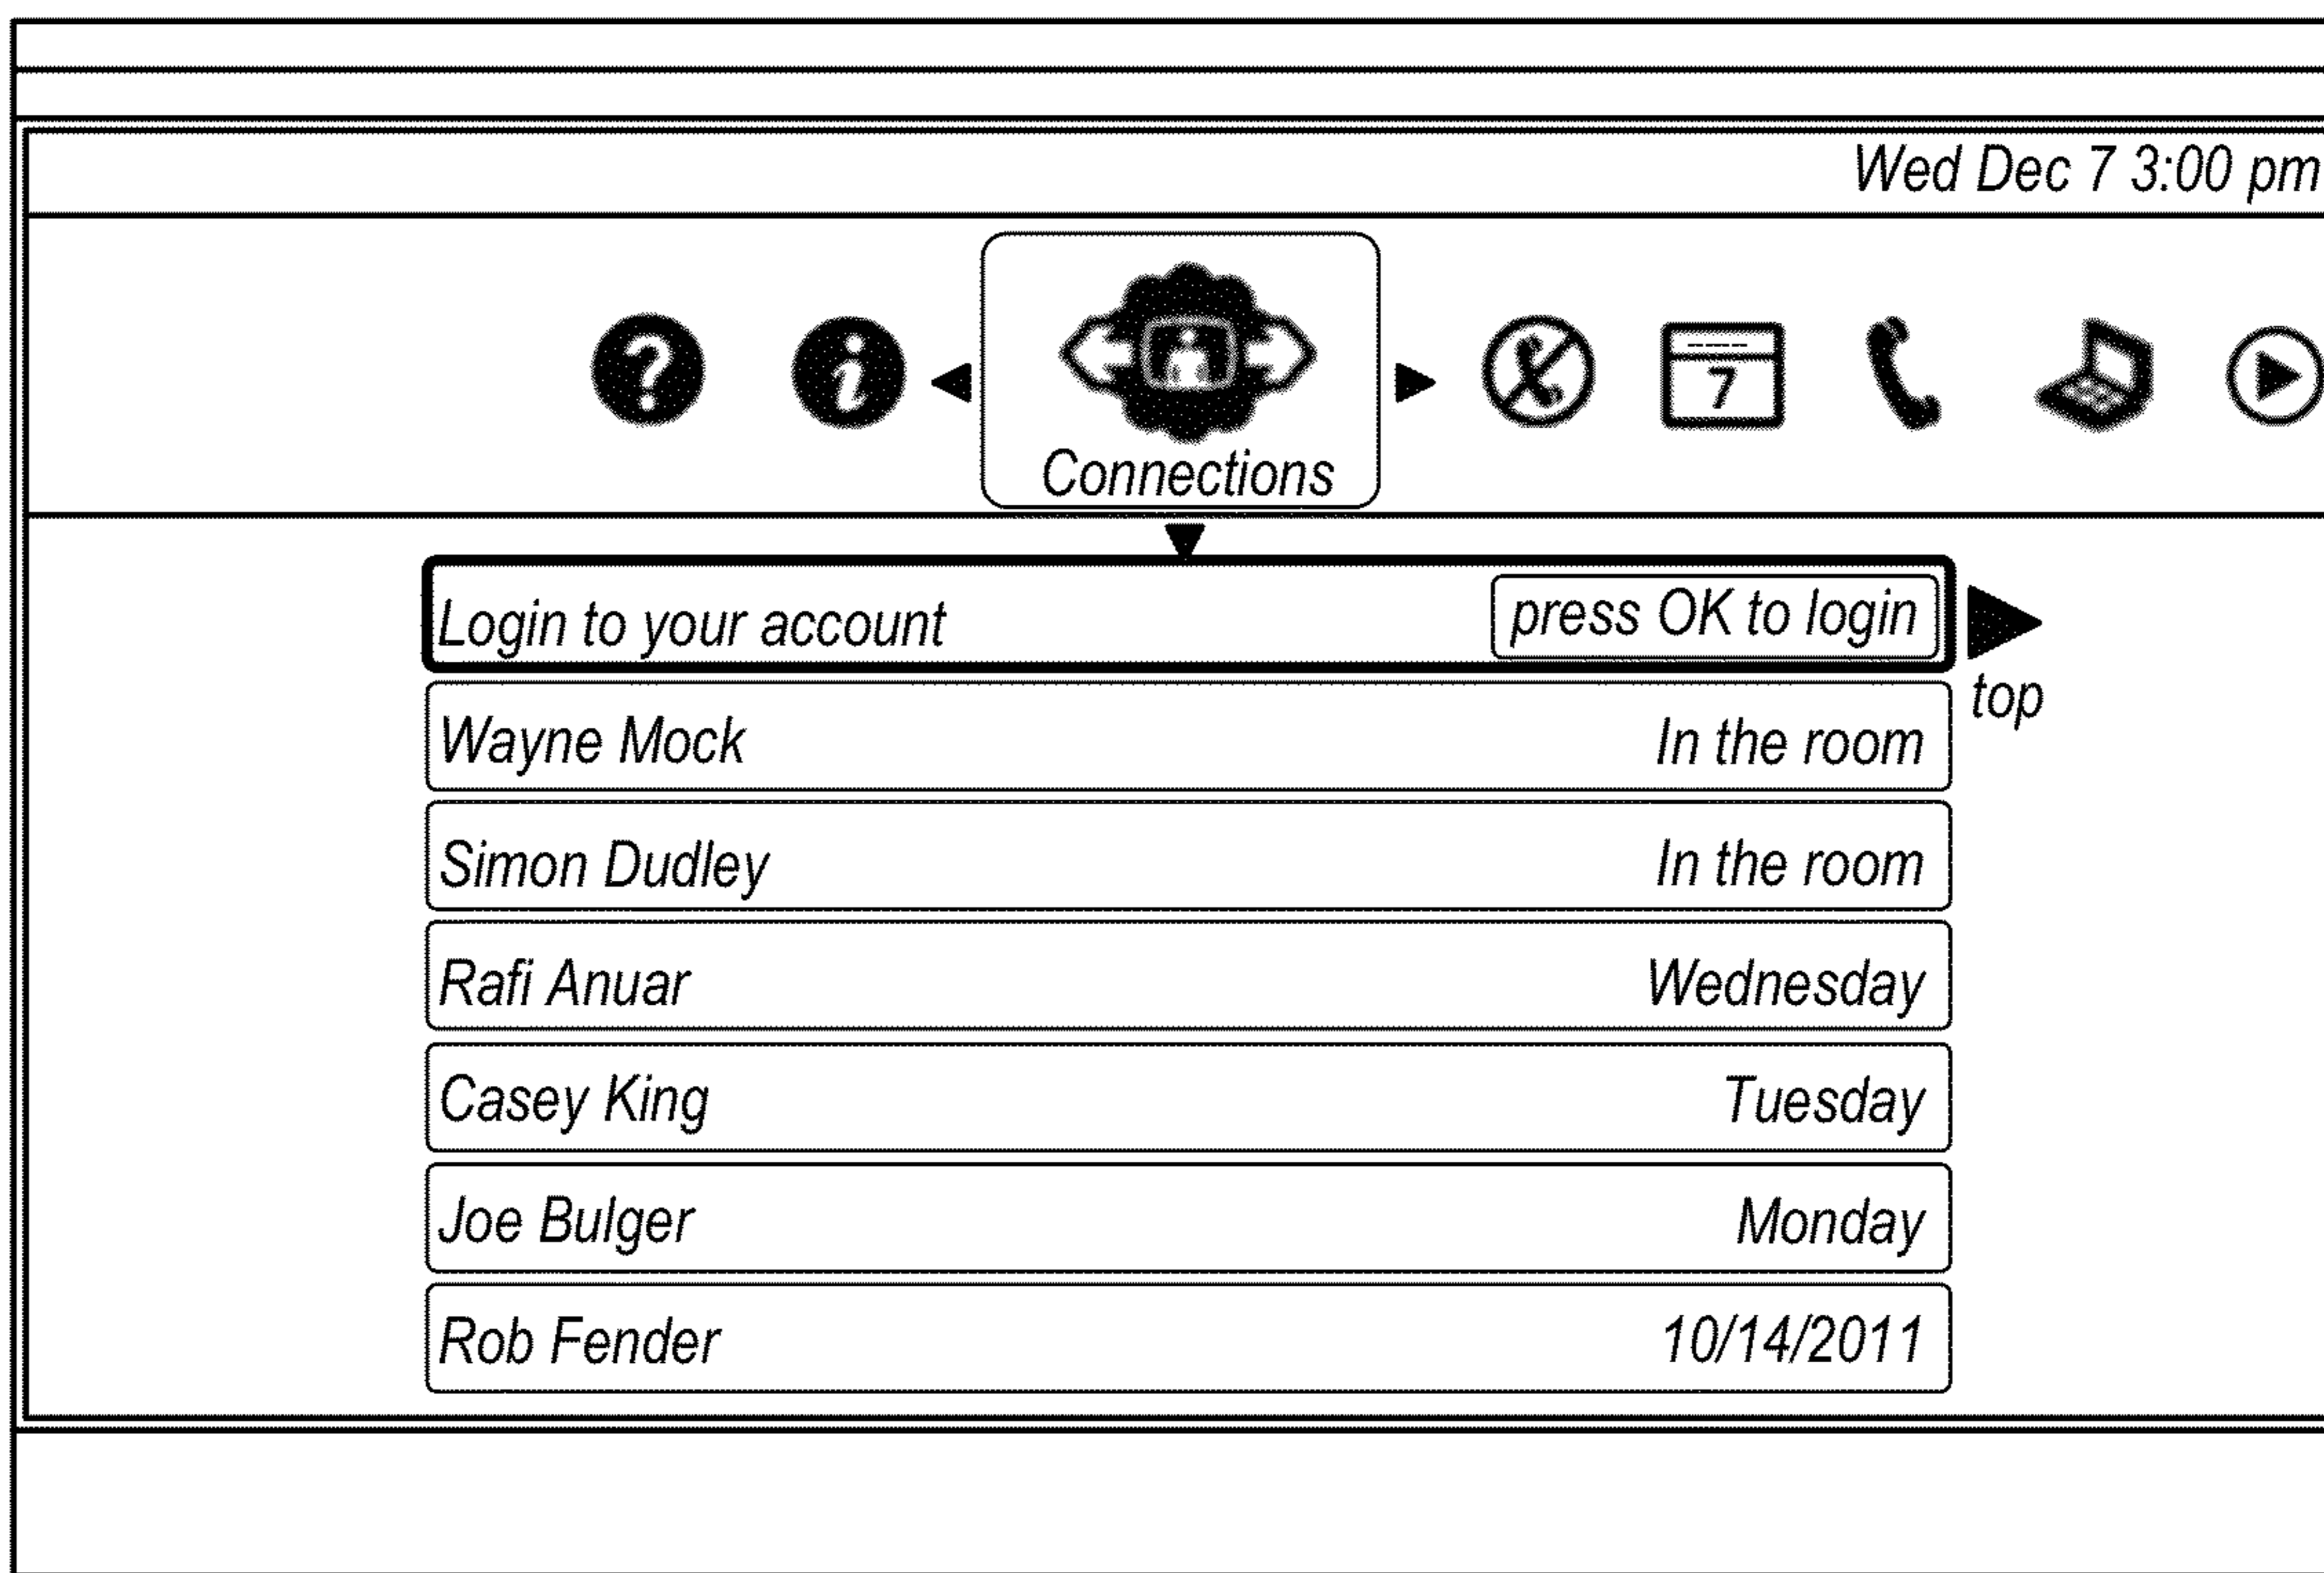 Wed Dec 7 3:00 pm
? i
7
Connections
Login to your account press OK to login
top
Wayne Mock In the room
Simon Dudley In the room
Rafi Anuar Wednesday
Casey King Tuesday
Joe Bulger Monday
Rob Fender 10/14/2011